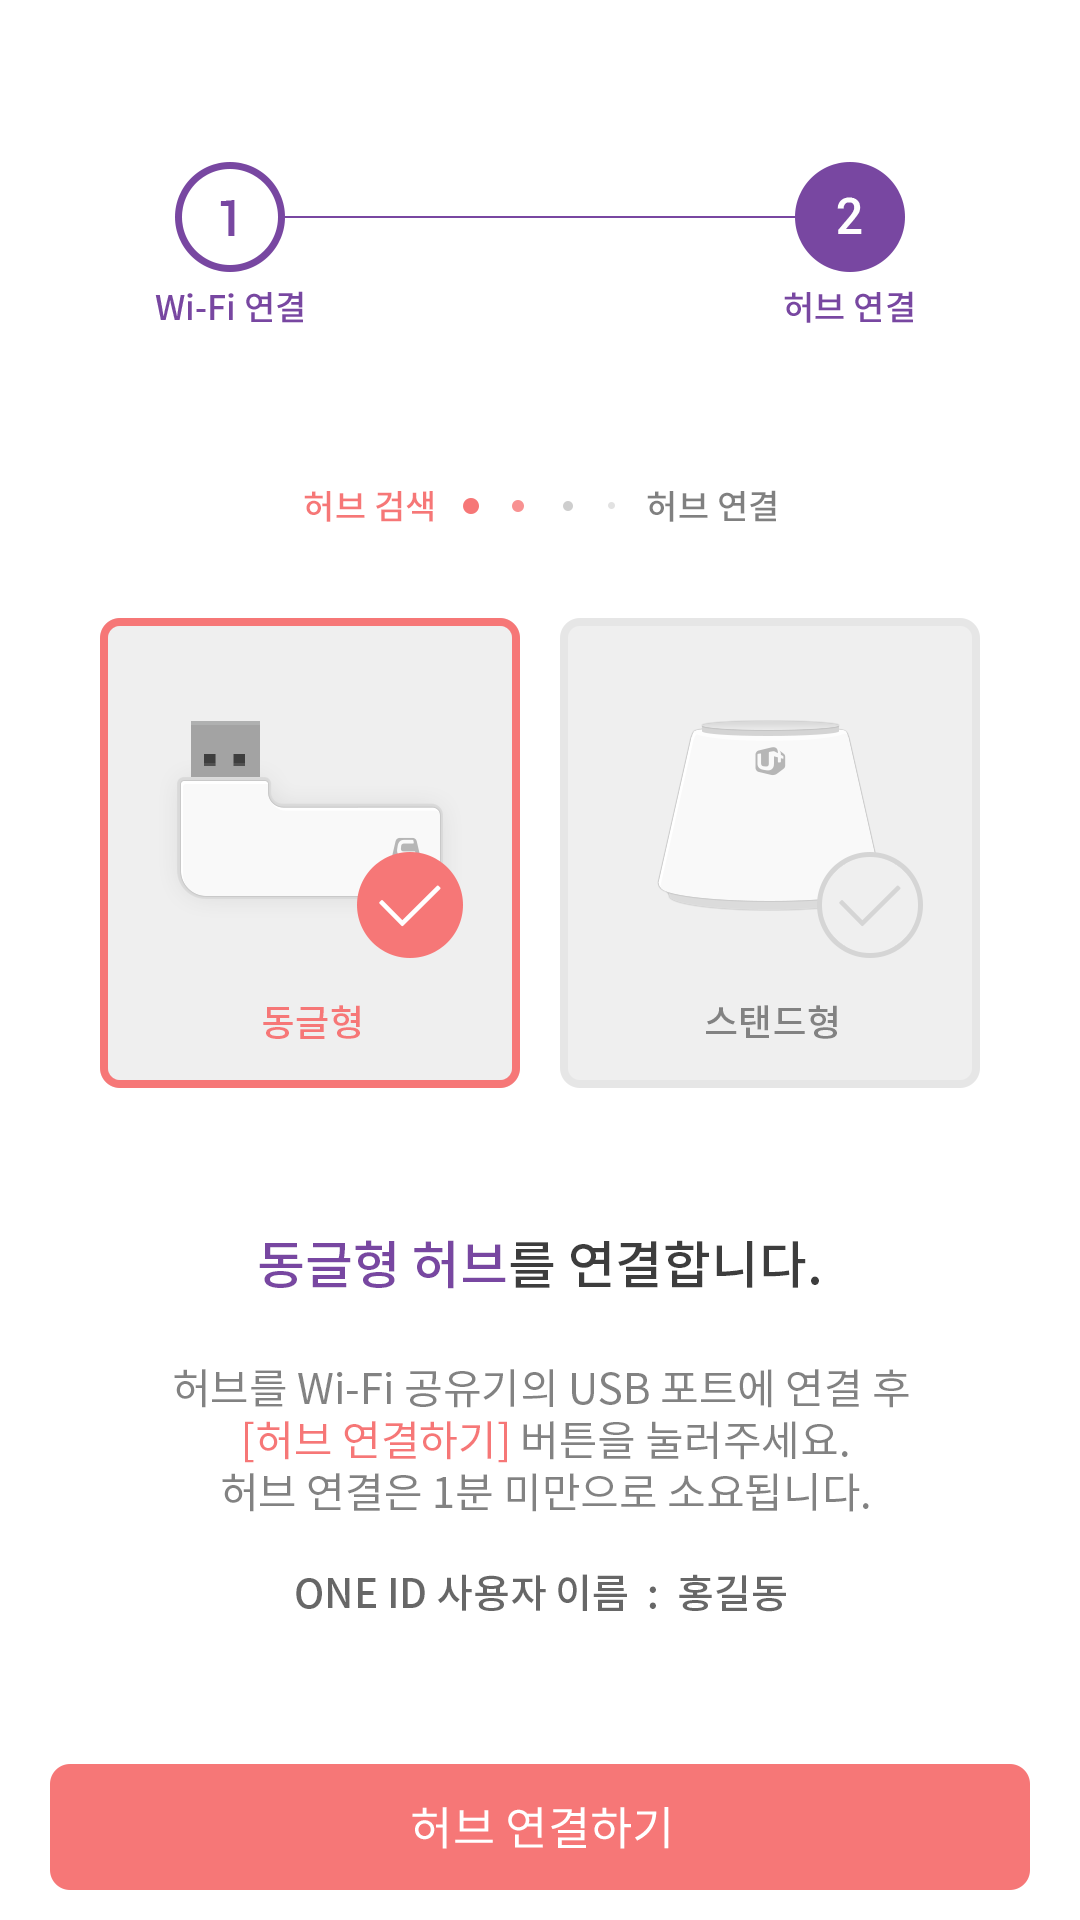 1
2
Wi-Fi 연결
허브 연결
허브 검색
허브 연결
U+
동글형
스탠드형
동글형 허브를 연결합니다.
허브를 Wi-Fi 공유기의 USB 포트에 연결 후
[허브 연결하기] 버튼을 눌러주세요.
허브 연결은 1분 미만으로 소요됩니다.
ONE ID 사용자 이름 : 홍길동
허브 연결하기